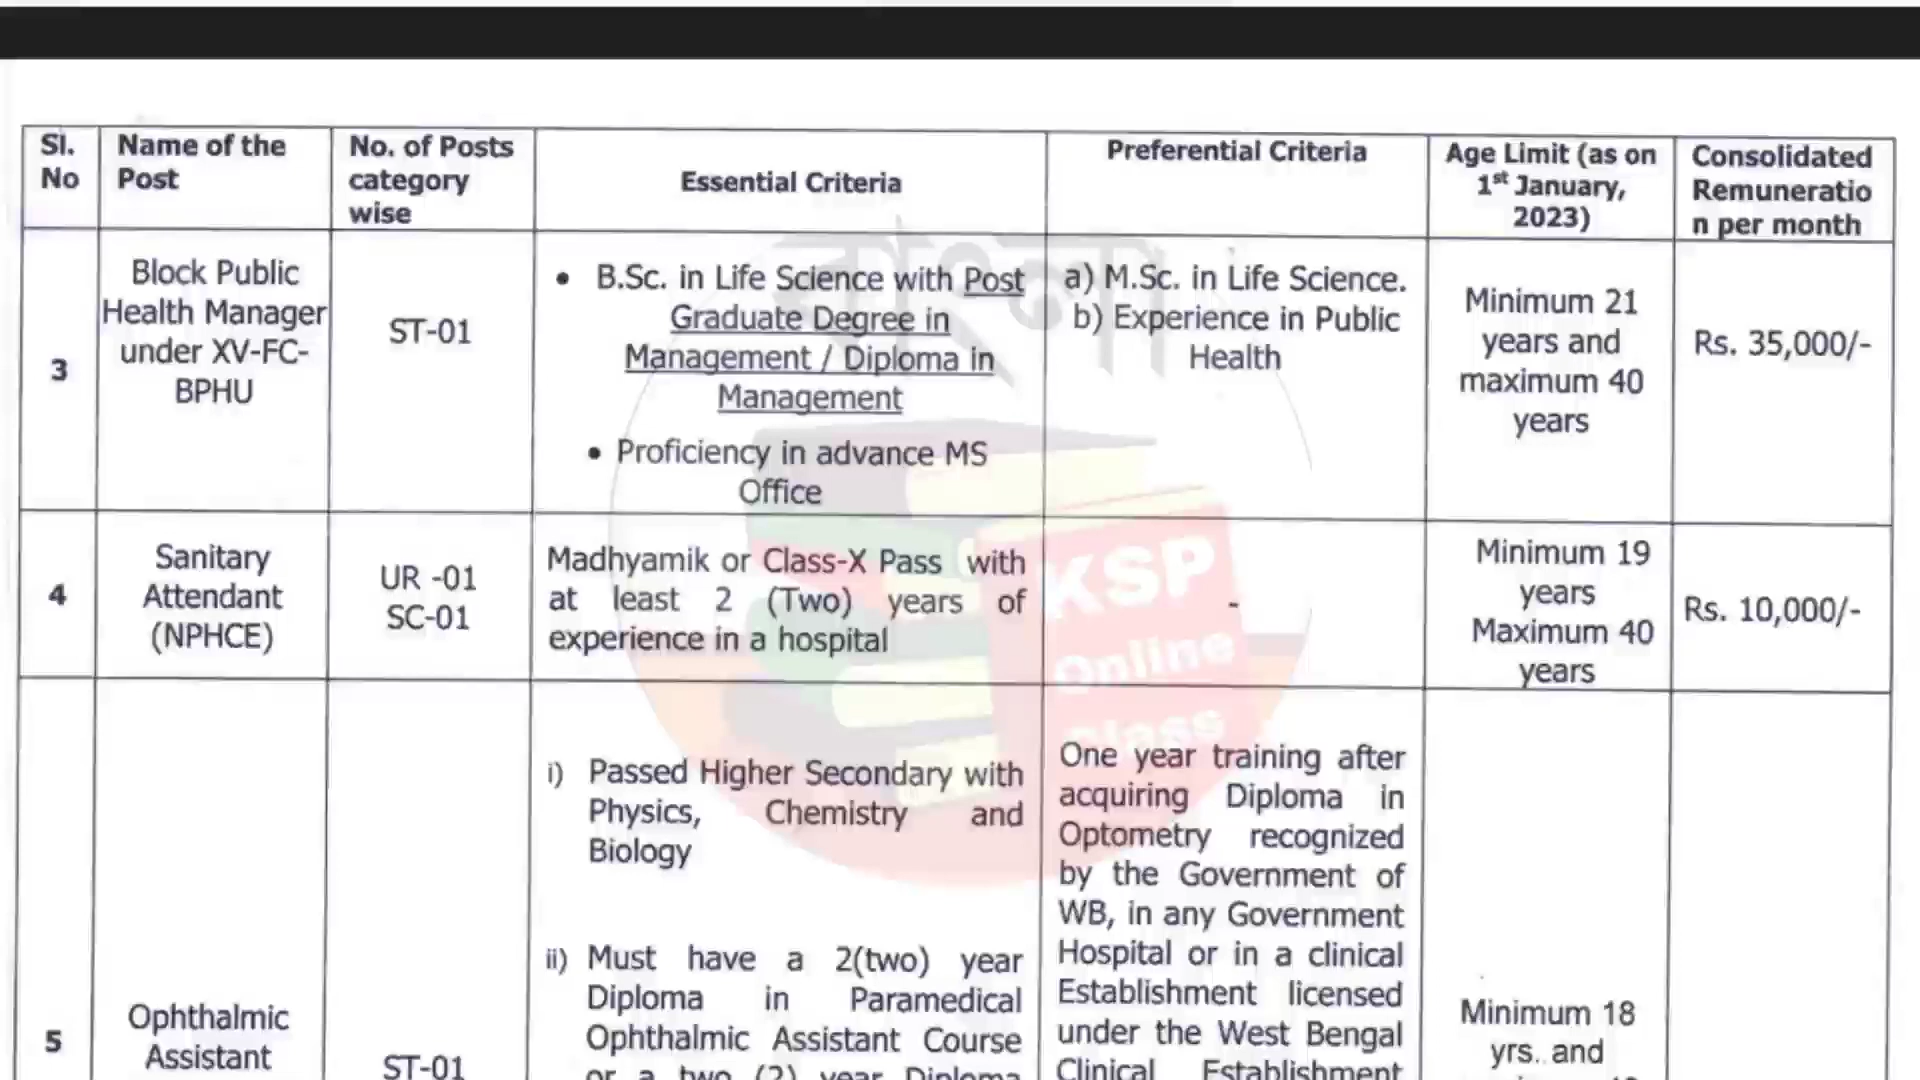 Sl. No
Name of the Post
No. of Posts category wise
Essential Criteria
Preferential Criteria
Age Limit (as on 1st January, 2023)
Consolidated Remuneratio n per month
3
Block Public
Health Manager
under XV-FC-
BPHU
ST-01
• B.Sc. in Life Science with Post
Graduate Degree in
Management / Diploma in
Management
• Proficiency in advance MS
Office
a) M.Sc. in Life Science.
b) Experience in Public
Health
Minimum 21
years and
maximum 40
years
Rs. 35,000/-
4
Sanitary
Attendant
(NPHCE)
UR -01
SC-01
Madhyamik or Class-X Pass with
at least 2 (Two) years of
experience in a hospital
-
Minimum 19
years
Maximum 40
years
Rs. 10,000/-
5
Ophthalmic
Assistant
ST-01
i) Passed Higher Secondary with
Physics, Chemistry and
Biology
ii) Must have a 2(two) year
Diploma in Paramedical
Ophthalmic Assistant Course
or a two (2) year Diploma
One year training after
acquiring Diploma in
Optometry recognized
by the Government of
WB, in any Government
Hospital or in a clinical
Establishment licensed
under the West Bengal
Clinical Establishment
Minimum 18
yrs. and
বাংলা
KSP
Online
Class